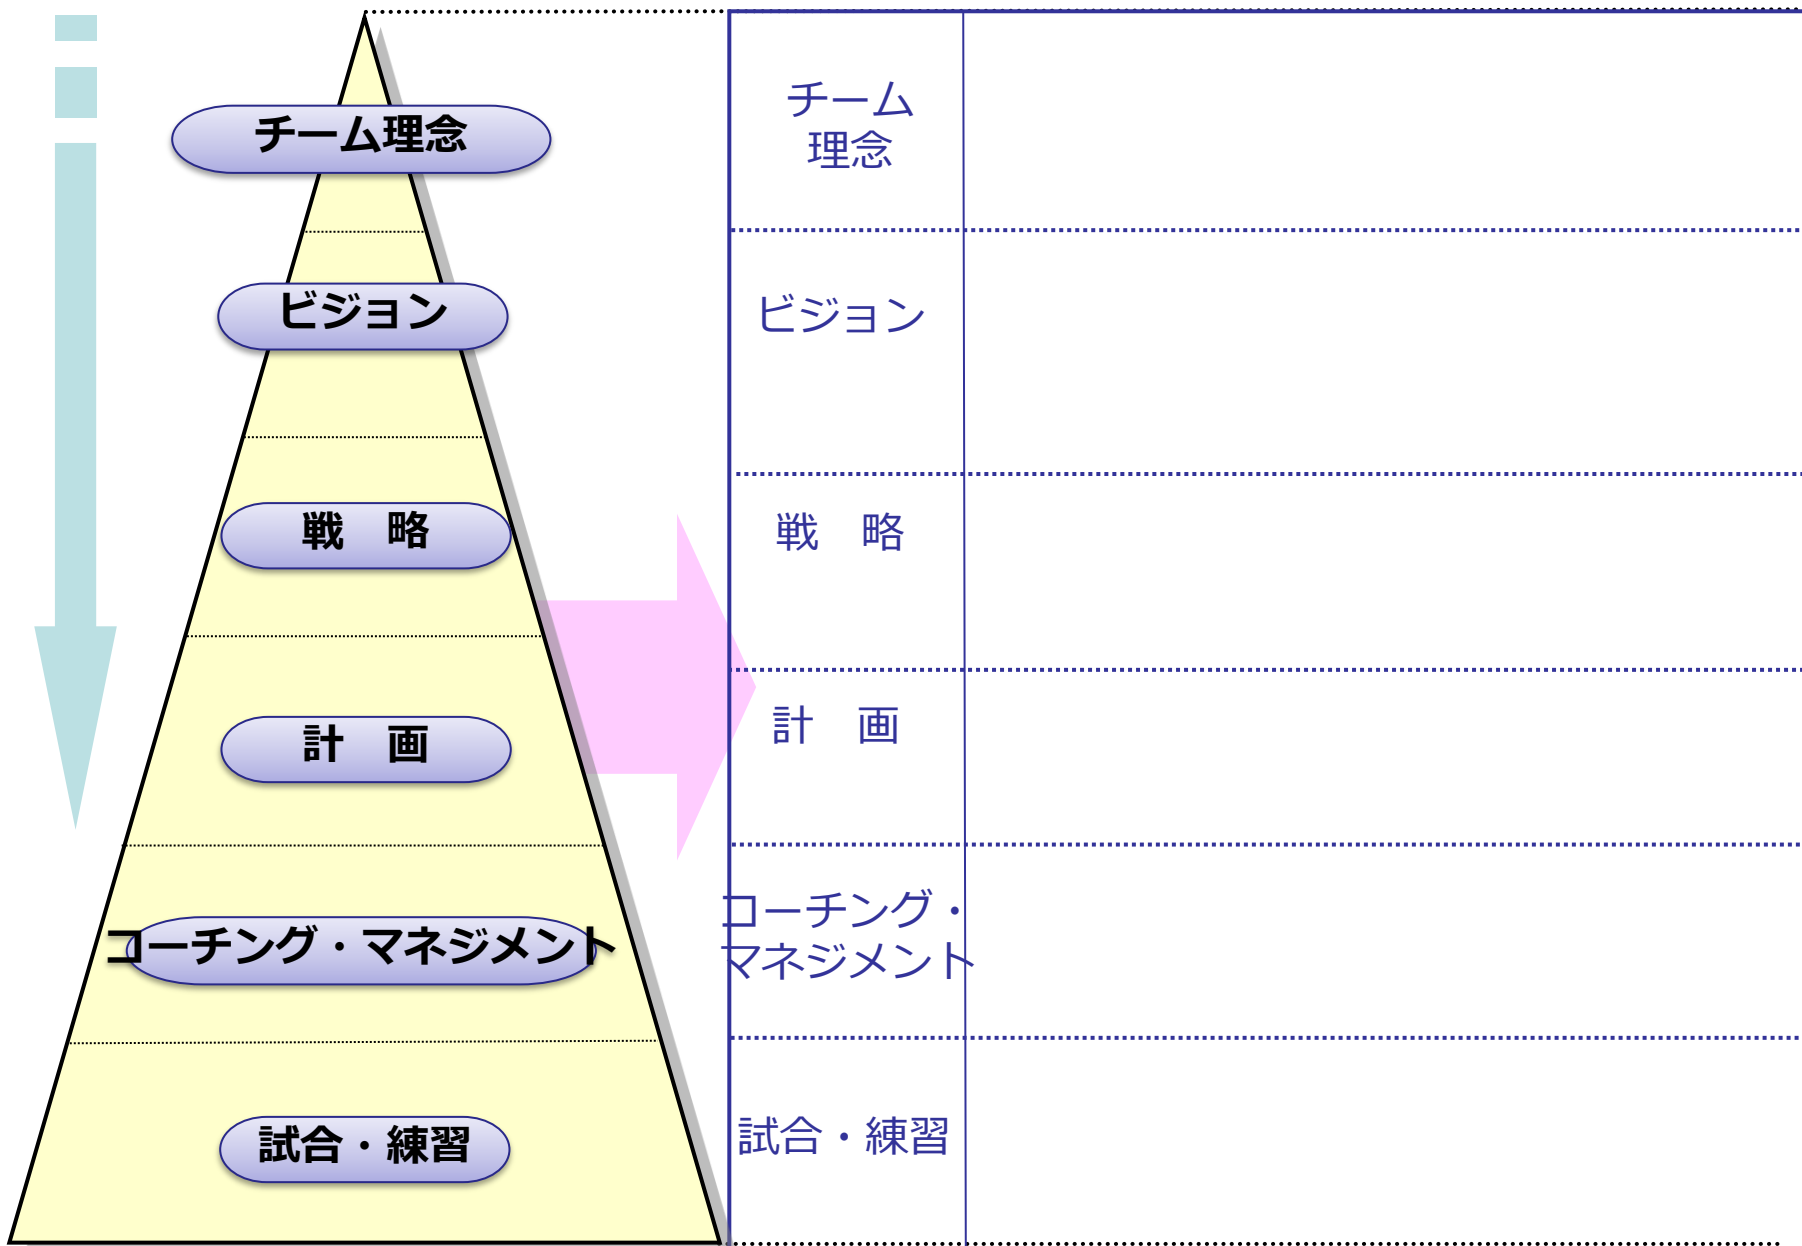 チーム理念
ビジョン
戦　略
計　画
コーチング・マネジメント
試合・練習
チーム
理念
ビジョン
戦　略
計　画
コーチング・
マネジメント
試合・練習